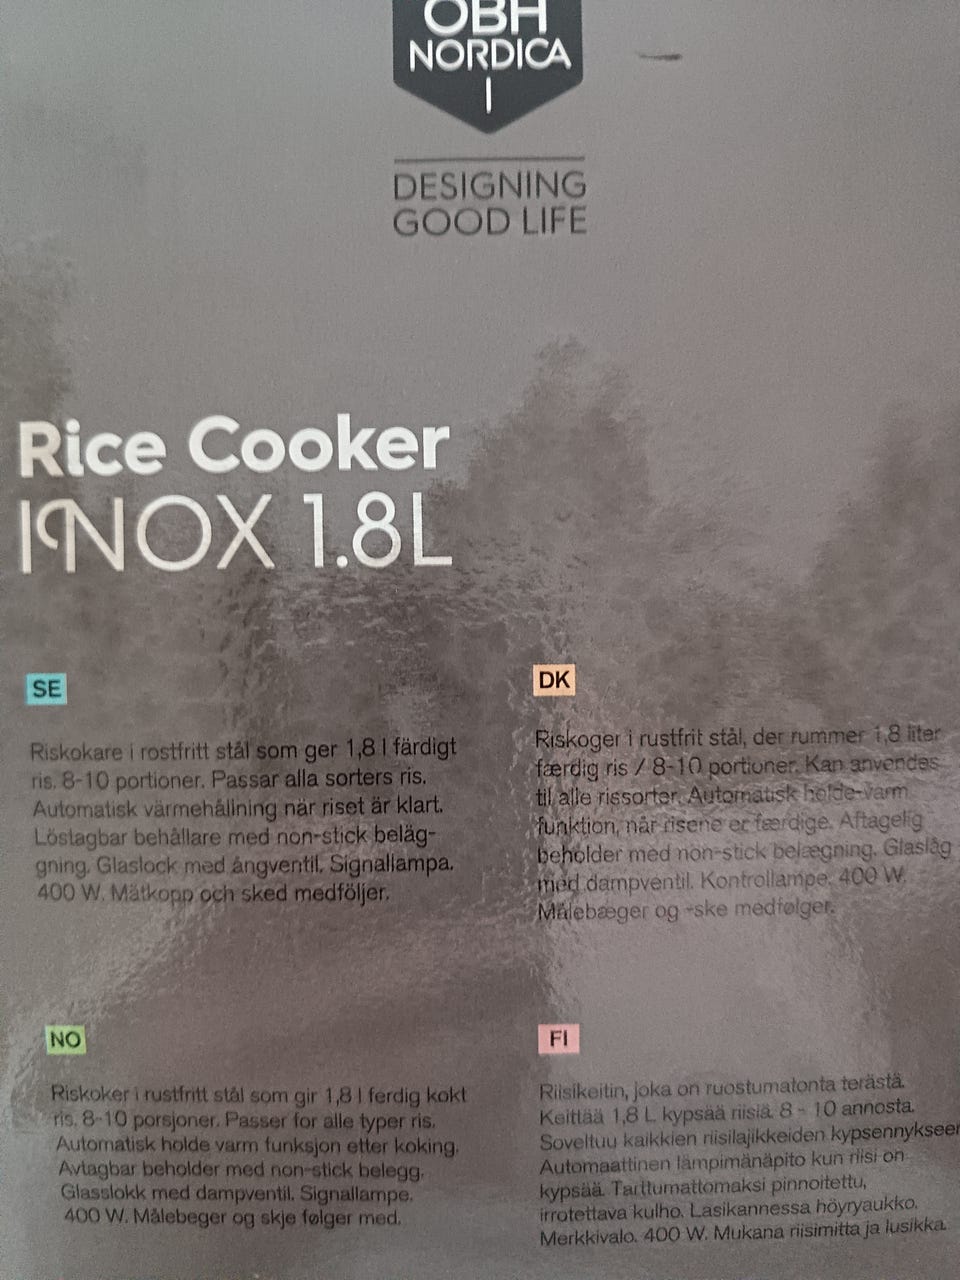 OBH
NORDICA
DESIGNING
GOOD LIFE
Rice Cooker
INOX 1.8L
SE
Riskokare i rostfritt stål som ger 1,8 l färdigt
ris. 8-10 portioner. Passar alla sorters ris.
Automatisk värmehållning när riset är klart.
Löstagbar behållare med non-stick beläg-
gning. Glaslock med ångventil. Signallampa.
400 W. Mätkopp och sked medföljer.
DK
Riskoger i rustfrit stål, der rummer 1,8 liter
færdig ris / 8-10 portioner. Kan anvendes
til alle rissorter. Automatisk holde-varm
funktion, når risene er færdige. Aftagelig
beholder med non-stick belægning. Glaslåg
med dampventil. Kontrollampe. 400 W.
Målebæger og -ske medfølger.
NO
Riskoker i rustfritt stål som gir 1,8 l ferdig kokt
ris. 8-10 porsjoner. Passer for alle typer ris.
Automatisk holde varm funksjon etter koking.
Avtagbar beholder med non-stick belegg.
Glasslokk med dampventil. Signallampe.
400 W. Målebeger og skje følger med.
FI
Riisikeitin, joka on ruostumatonta terästä.
Keittää 1,8 L kypsää riisiä. 8 - 10 annosta.
Soveltuu kaikkien riisilajikkeiden kypsennykseen
Automaattinen lämpimänäpito kun riisi on
kypsää. Tarttumattomaksi pinnoitettu,
irrotettava kulho. Lasikannessa höyryaukko.
Merkkivalo. 400 W. Mukana riisimitta ja lusikka.